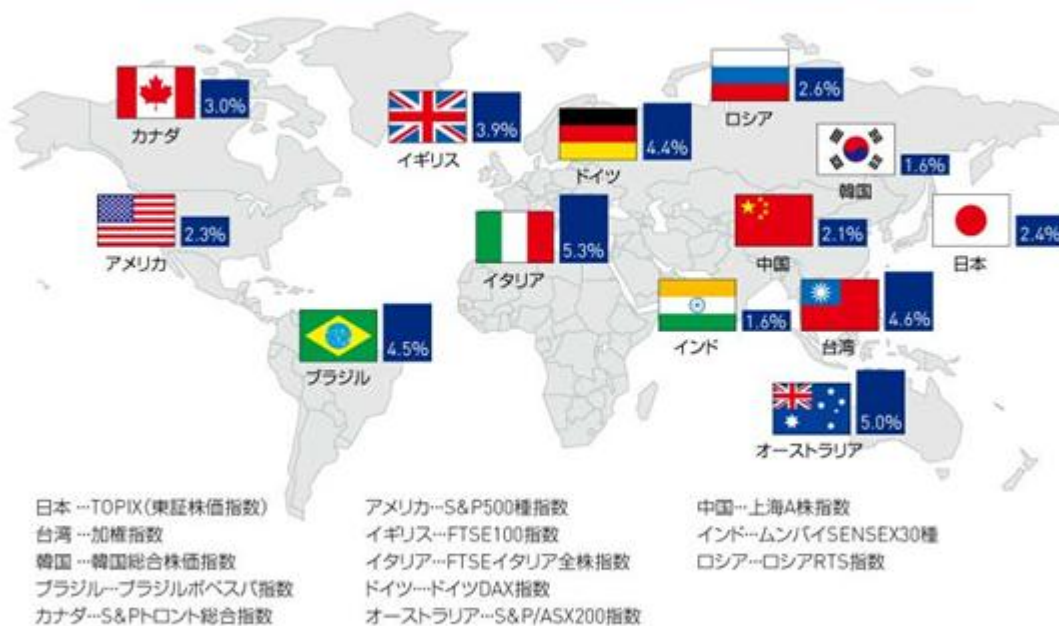 3.0%
カナダ
3.9%
イギリス
4.4%
ドイツ
2.6%
ロシア
1.6%
韓国
2.3%
アメリカ
5.3%
イタリア
2.1%
中国
2.4%
日本
4.5%
ブラジル
1.6%
インド
4.6%
台湾
5.0%
オーストラリア
日本…TOPIX(東証株価指数)
台湾…加権指数
韓国…韓国総合株価指数
ブラジル…ブラジルボベスパ指数
カナダ…S&Pトロント総合指数
アメリカ…S&P500種指数
イギリス…FTSE100指数
イタリア…FTSEイタリア全株指数
ドイツ…ドイツDAX指数
オーストラリア…S&P/ASX200指数
中国…上海A株指数
インド…ムンバイSENSEX30種
ロシア…ロシアRTS指数